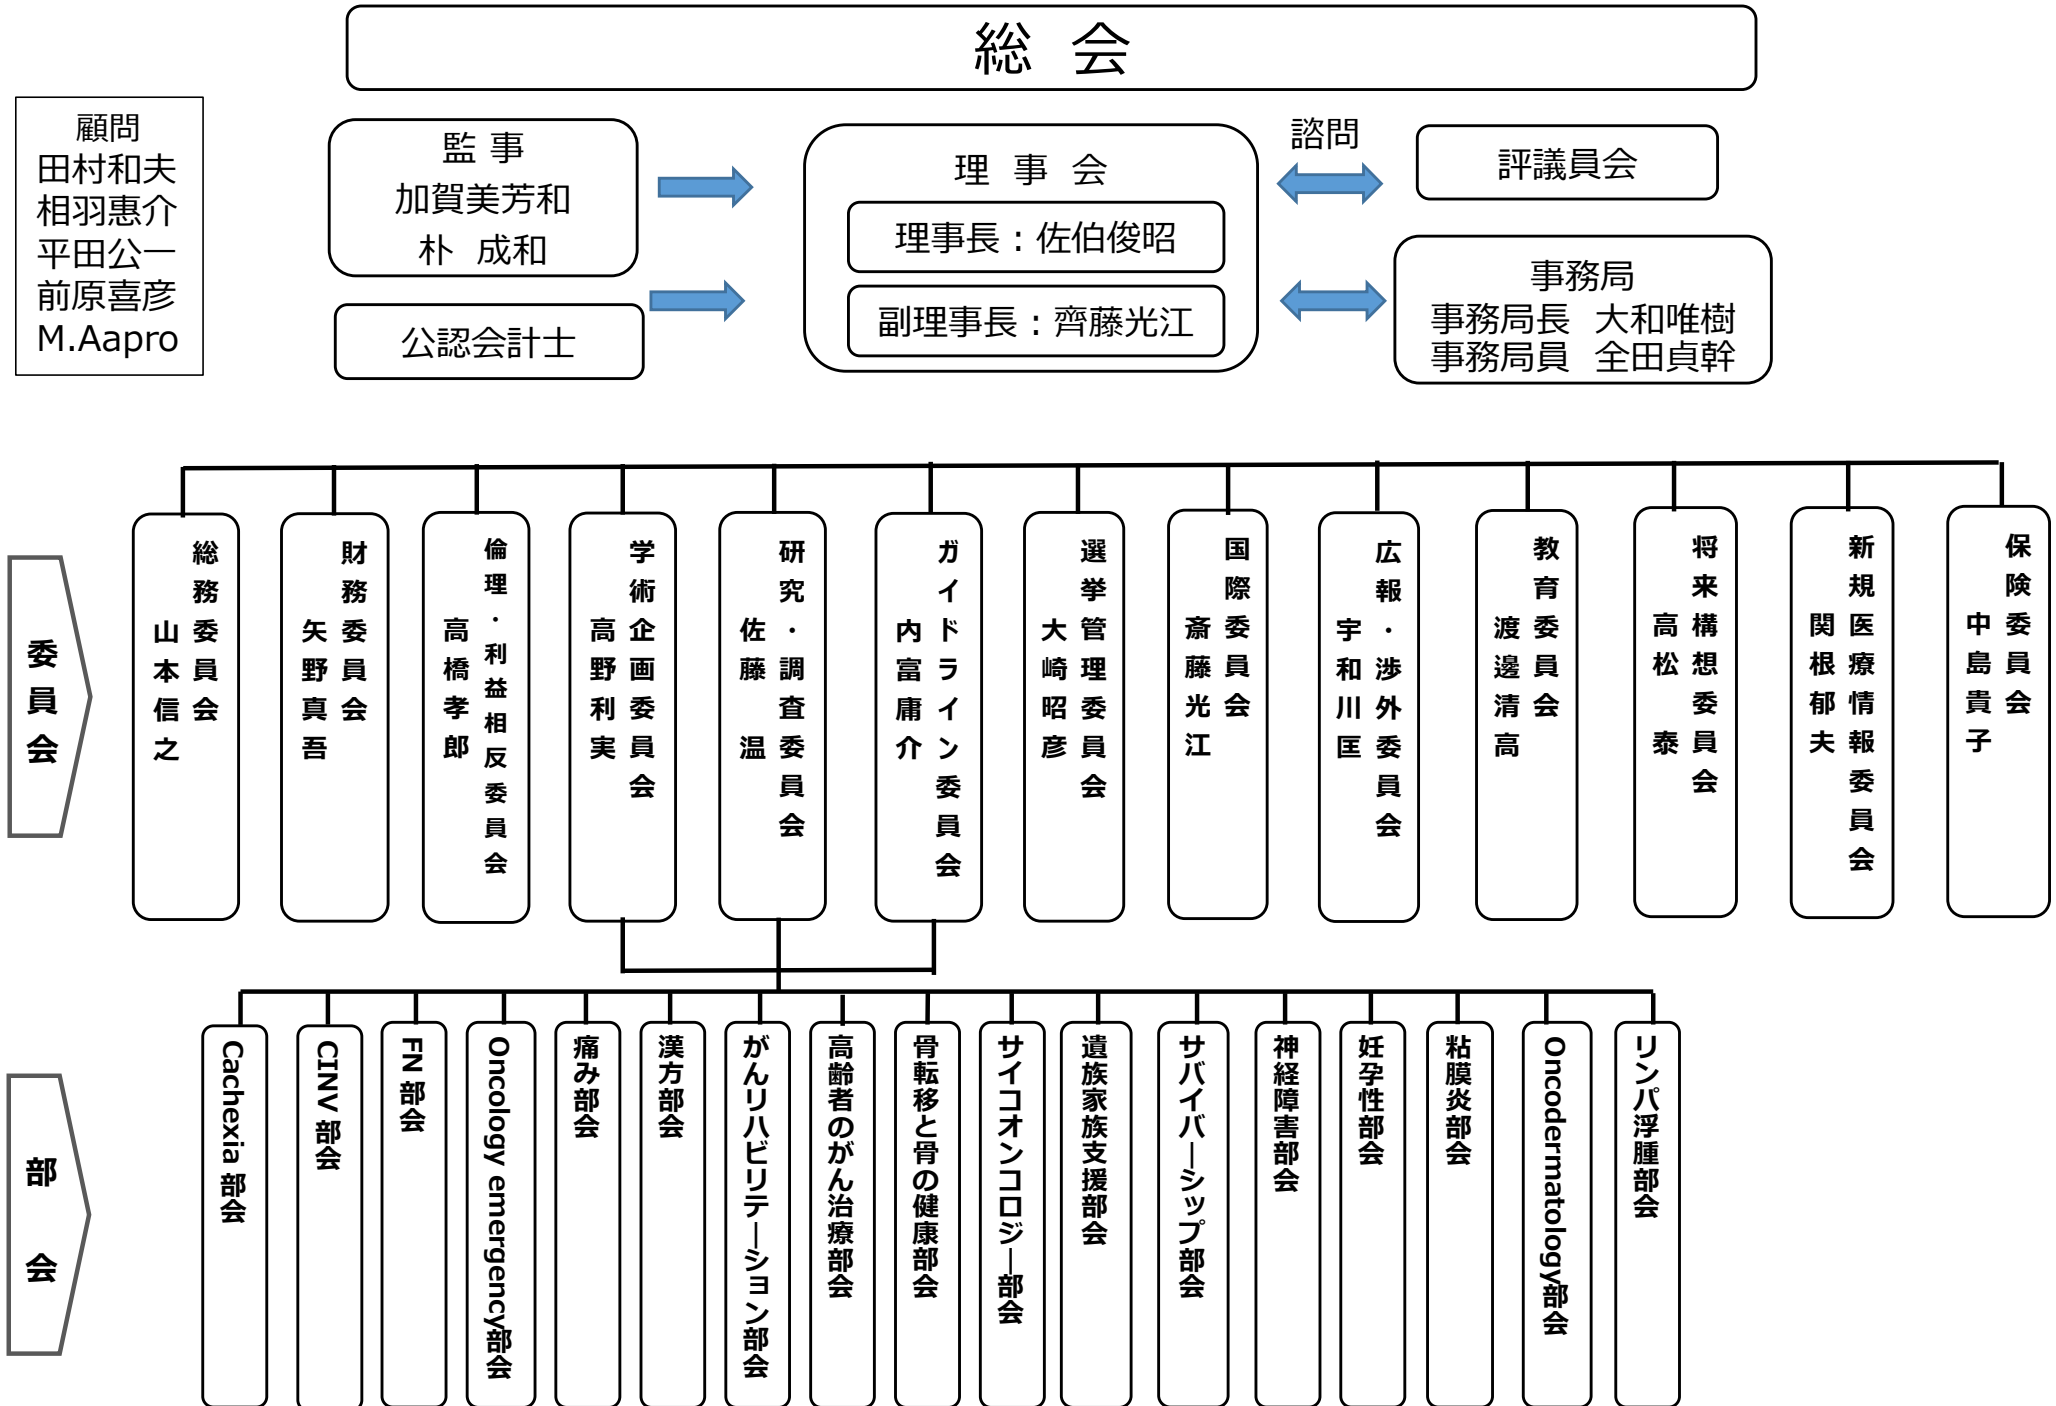 総 会
顧問
田村和夫
相羽惠介
平田公一
前原喜彦
M.Aapro
監 事
加賀美芳和
朴 成和
公認会計士
理 事 会
理事長：佐伯俊昭
副理事長：齊藤光江
諮問
評議員会
事務局
事務局長 大和唯樹
事務局員 全田貞幹
委員会
総務委員会
山本信之
財務委員会
矢野真吾
倫理・利益相反委員会
高橋孝郎
学術企画委員会
高野利実
研究・調査委員会
佐藤 温
ガイドライン委員会
内富庸介
選挙管理委員会
大崎昭彦
国際委員会
斎藤光江
広報・渉外委員会
宇和川匡
教育委員会
渡邊清高
将来構想委員会
高松 泰
新規医療情報委員会
関根郁夫
保険委員会
中島貴子
部 会
Cachexia 部会
CINV 部会
FN 部会
Oncology emergency部会
痛み部会
漢方部会
がんリハビリテーション部会
高齢者のがん治療部会
骨転移と骨の健康部会
サイコオンコロジー部会
遺族家族支援部会
サバイバーシップ部会
神経障害部会
妊孕性部会
粘膜炎部会
Oncodermatology部会
リンパ浮腫部会